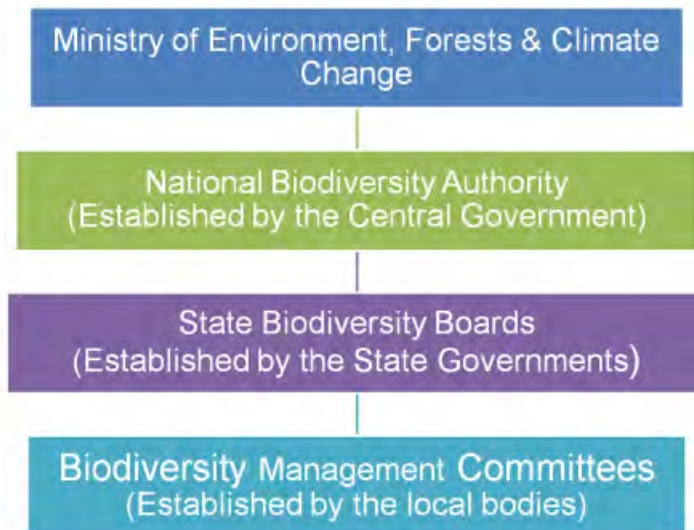 Ministry of Environment, Forests & Climate
Change
National Biodiversity Authority
(Established by the Central Government)
State Biodiversity Boards
(Established by the State Governments)
Biodiversity Management Committees
(Established by the local bodies)